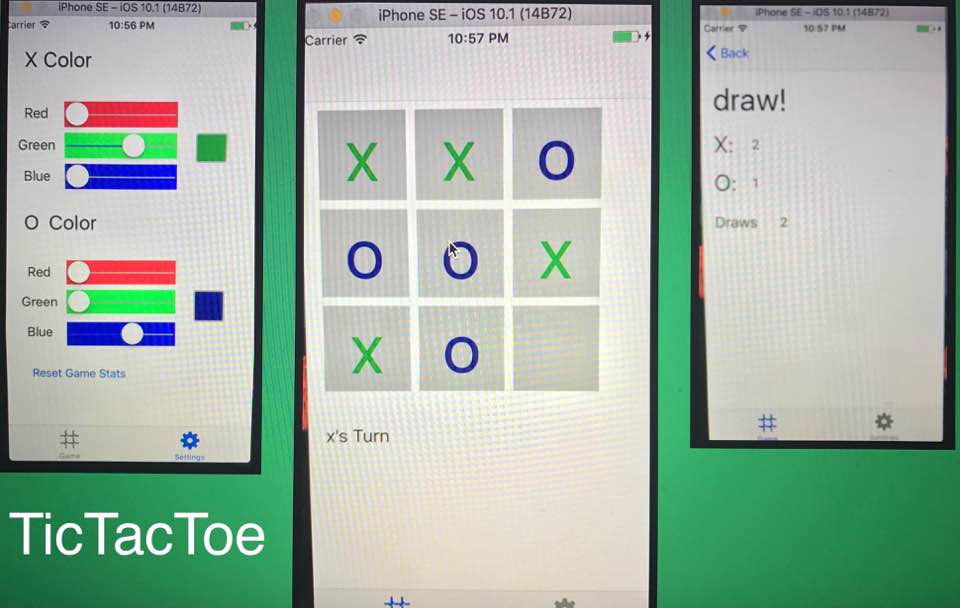 iPhone SE – iOS 10.1 (14B72)
Carrier 10:56 PM
X Color
Red
Green
Blue
O Color
Red
Green
Blue
Reset Game Stats
Game Settings
TicTacToe
iPhone SE – iOS 10.1 (14B72)
Carrier 10:57 PM
X X O
O O X
X O
x's Turn
iPhone SE – iOS 10.1 (14B72)
Carrier 10:57 PM
Back
draw!
X: 2
O: 1
Draws 2
Game Settings